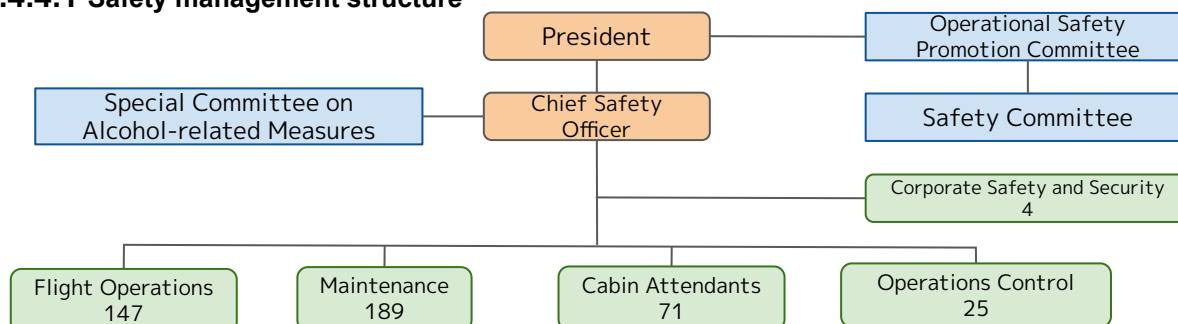 .4.4.1 Safety management structure
President
Operational Safety
Promotion Committee
Special Committee on
Alcohol-related Measures
Chief Safety
Officer
Safety Committee
Corporate Safety and Security
4
Flight Operations
147
Maintenance
189
Cabin Attendants
71
Operations Control
25